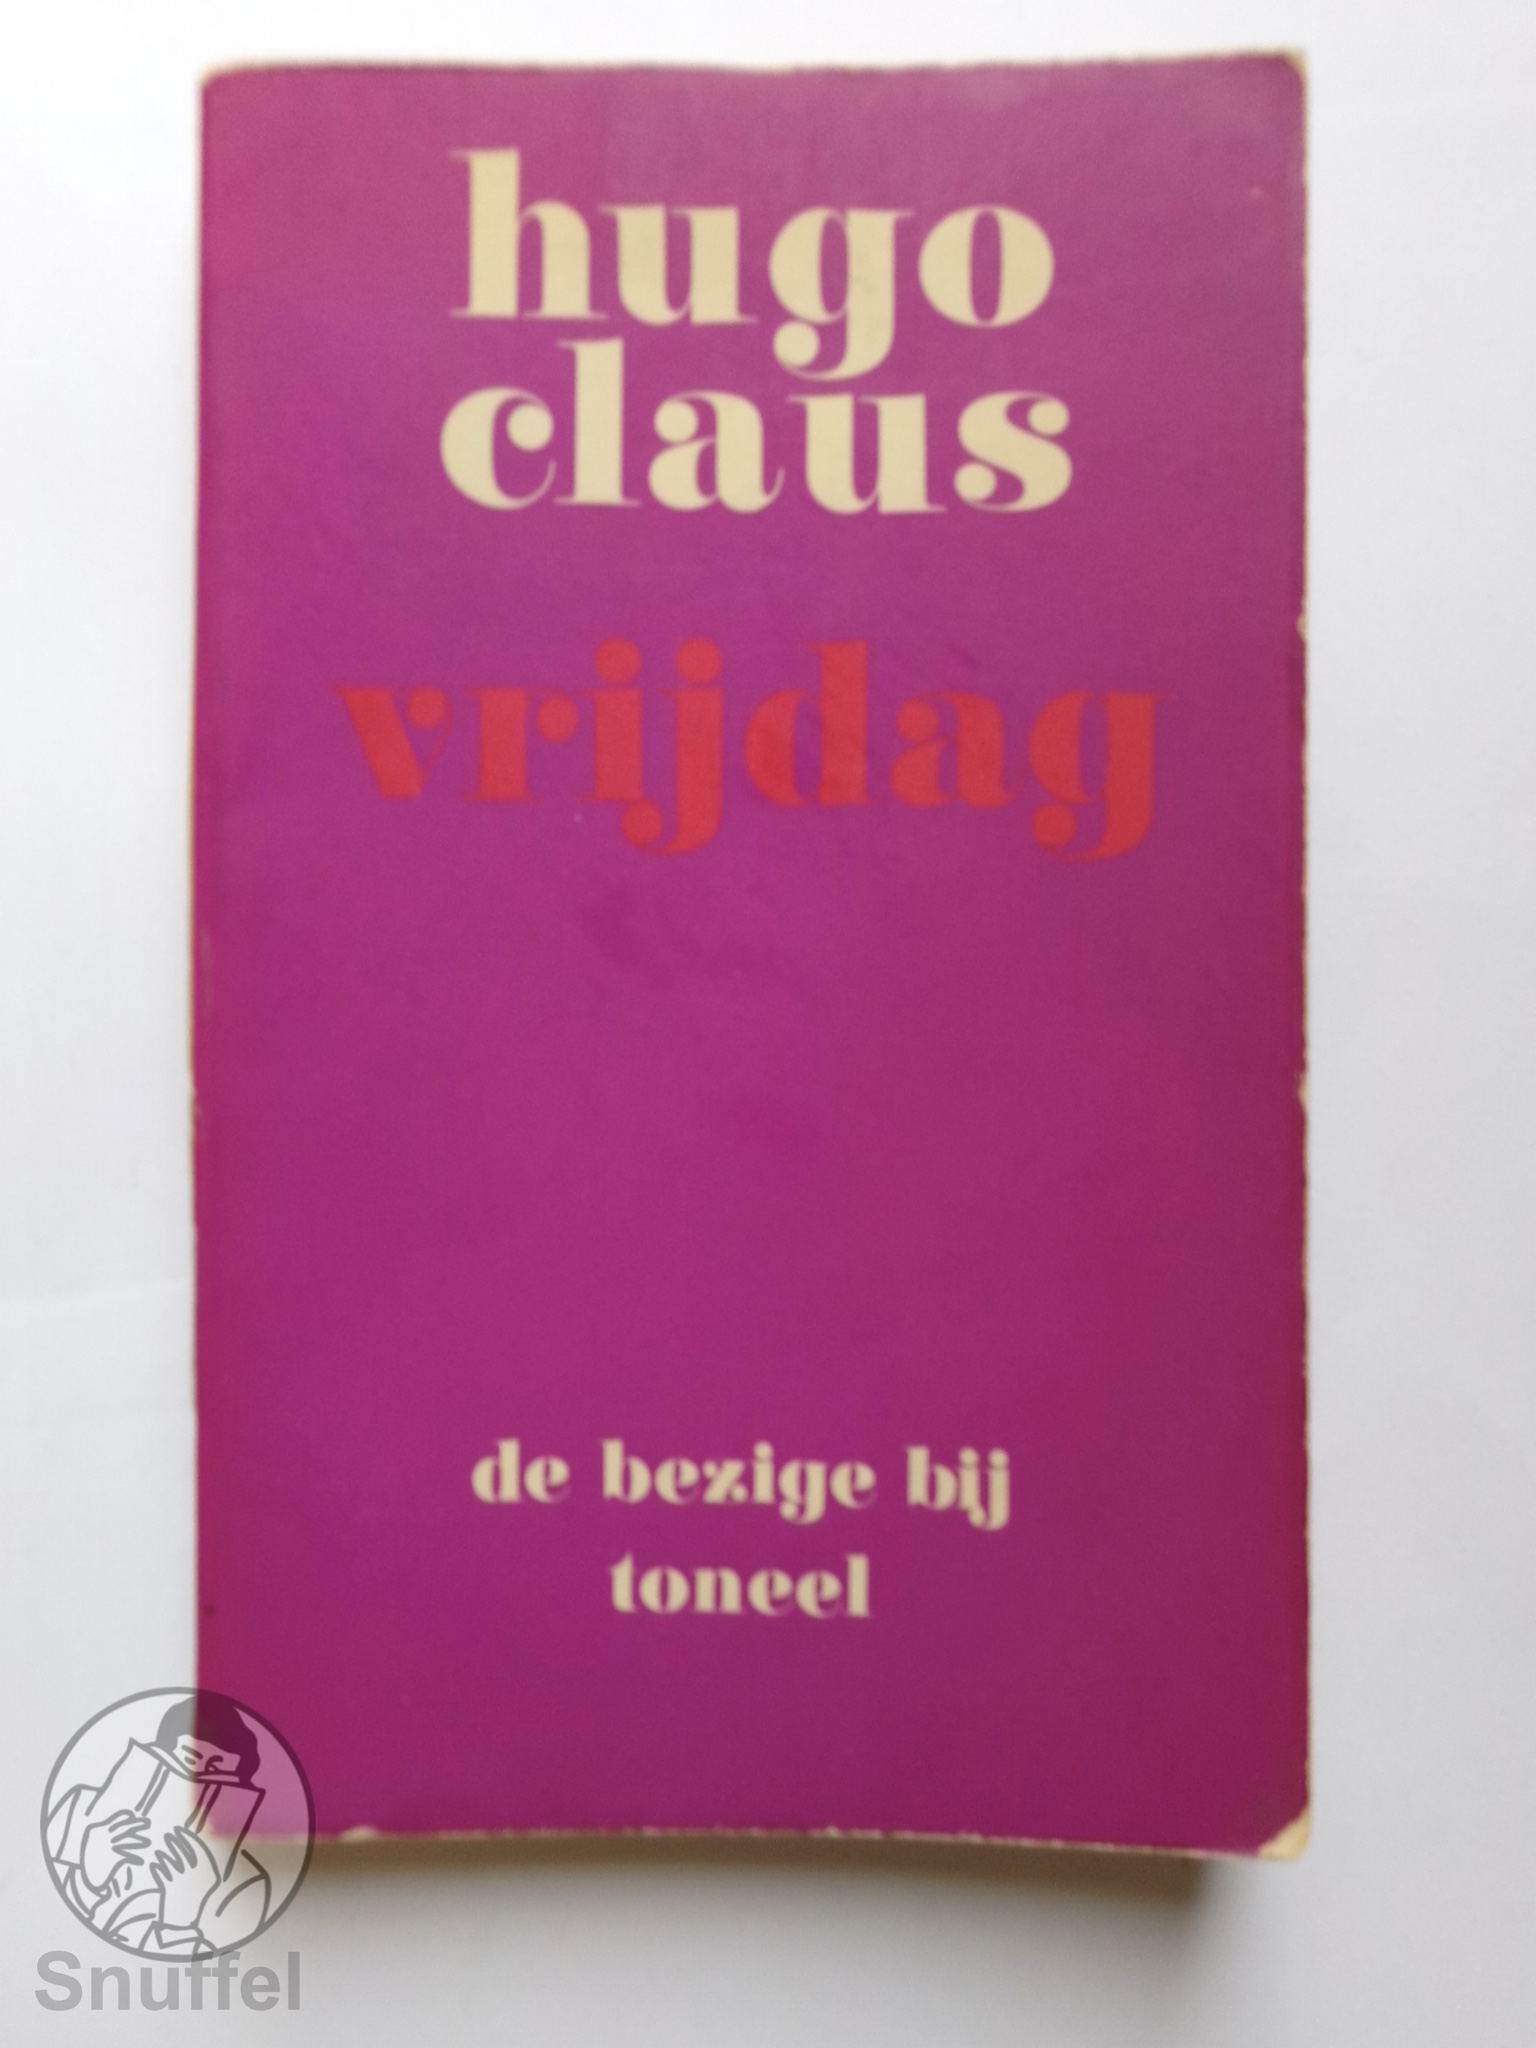 hugo
claus
vrijdag
de bezige bij
toneel
Snuffel